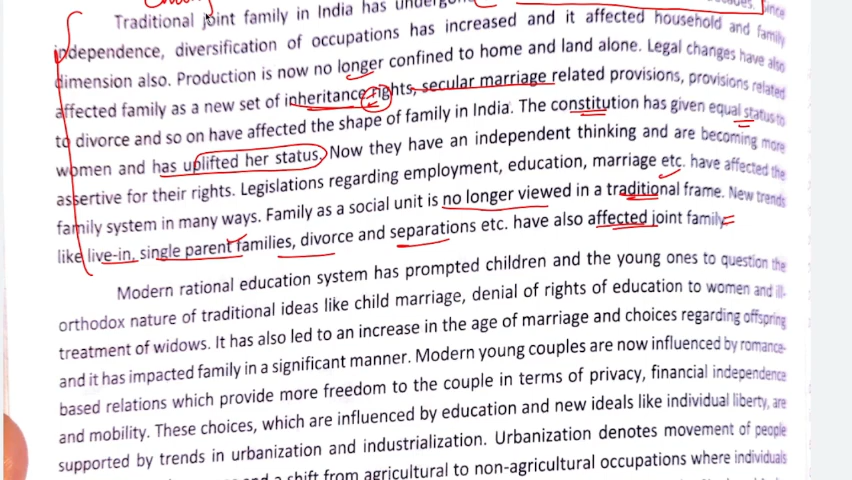 Traditional joint family in India has
Since
independence, diversification of occupations has increased and it affected household and family
dimension also. Production is now no longer confined to home and land alone. Legal changes have also
affected family as a new set of inheritance rights, secular marriage related provisions, provisions related
to divorce and so on have affected the shape of family in India. The constitution has given equal status to
women and has uplifted her status. Now they have an independent thinking and are becoming more
assertive for their rights. Legislations regarding employment, education, marriage etc. have affected the
family system in many ways. Family as a social unit is no longer viewed in a traditional frame. New trends
like live-in, single parent families, divorce and separations etc. have also affected joint family
Modern rational education system has prompted children and the young ones to question the
orthodox nature of traditional ideas like child marriage, denial of rights of education to women and ill-
treatment of widows. It has also led to an increase in the age of marriage and choices regarding offspring
and it has impacted family in a significant manner. Modern young couples are now influenced by romance-
based relations which provide more freedom to the couple in terms of privacy, financial independence
and mobility. These choices, which are influenced by education and new ideals like individual liberty, are
supported by trends in urbanization and industrialization. Urbanization denotes movement of people
a shift from agricultural to non-agricultural occupations where individuals